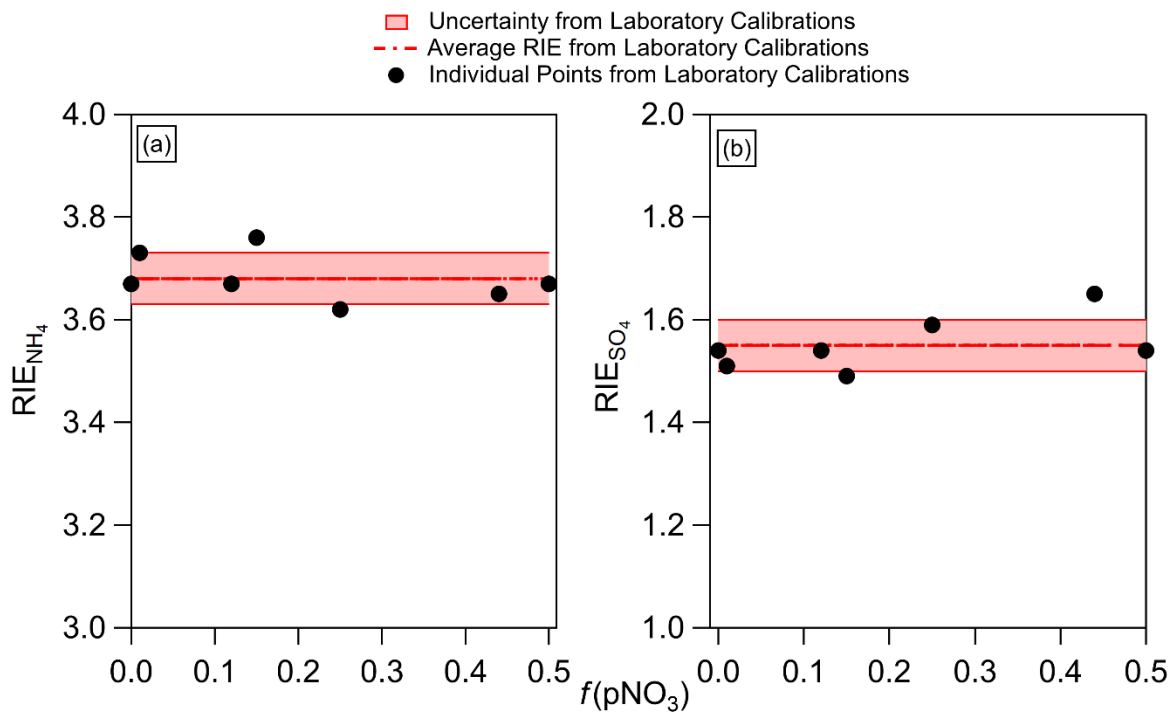 Uncertainty from Laboratory Calibrations
Average RIE from Laboratory Calibrations
Individual Points from Laboratory Calibrations
(a)
4.0
3.8
3.6
3.4
3.2
3.0
RIE_NH₄
0.0 0.1 0.2 0.3 0.4 0.5
(b)
2.0
1.8
1.6
1.4
1.2
1.0
RIE_SO₄
0.0 0.1 0.2 0.3 0.4 0.5
f(pNO₃)